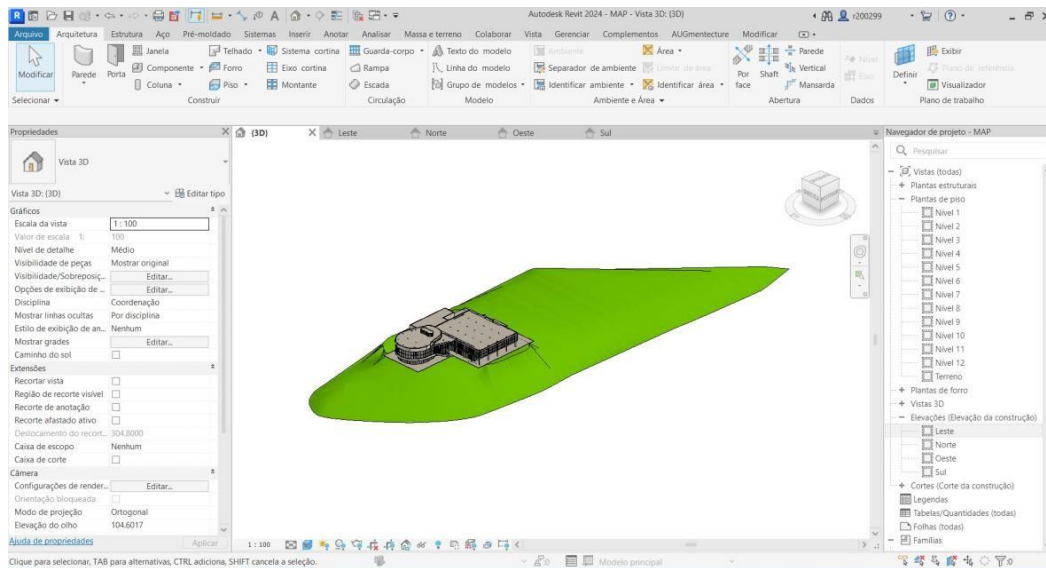 Autodesk Revit 2024 - MAP - Vista 3D: {3D}
r200299
Arquivo Arquitetura Estrutura Aço Pré-moldado Sistemas Inserir Anotar Analisar Massa e terreno Colaborar Vista Gerenciar Complementos AUGmentecture Modificar
Modificar
Parede
Porta
Janela
Componente
Coluna
Telhado
Forro
Piso
Sistema cortina
Eixo cortina
Montante
Guarda-corpo
Rampa
Escada
Texto do modelo
Linha do modelo
Grupo de modelos
Ambiente
Separador de ambiente
Identificar ambiente
Área
Limite de área
Identificar área
Por face
Shaft
Parede
Vertical
Mansarda
Nível
Eixo
Definir
Exibir
Plano de referência
Visualizador
Selecionar Construir Circulação Modelo Ambiente e Área Abertura Dados Plano de trabalho
Propriedades
Vista 3D
Vista 3D: {3D} Editar tipo
Gráficos
Escala da vista 1 : 100
Valor de escala 1: 100
Nível de detalhe Médio
Visibilidade de peças Mostrar original
Visibilidade/Sobreposiç... Editar...
Opções de exibição de ... Editar...
Disciplina Coordenação
Mostrar linhas ocultas Por disciplina
Estilo de exibição de an... Nenhum
Mostrar grades Editar...
Caminho do sol
Extensões
Recortar vista
Região de recorte visível
Recorte de anotação
Recorte afastado ativo
Deslocamento do recort... 304.8000
Caixa de escopo Nenhum
Caixa de corte
Câmera
Configurações de render... Editar...
Orientação bloqueada
Modo de projeção Ortogonal
Elevação do olho 104.6017
Ajuda de propriedades Aplicar
{3D} Leste Norte Oeste Sul
1 : 100
Navegador de projeto - MAP
Pesquisar
Vistas (todas)
Plantas estruturais
Plantas de piso
Nível 1
Nível 2
Nível 3
Nível 4
Nível 5
Nível 6
Nível 7
Nível 8
Nível 9
Nível 10
Nível 11
Nível 12
Terreno
Plantas de forro
Vistas 3D
Elevações (Elevação da construção)
Leste
Norte
Oeste
Sul
Cortes (Corte da construção)
Legendas
Tabelas/Quantidades (todas)
Folhas (todas)
Famílias
Clique para selecionar, TAB para alternativas, CTRL adiciona, SHIFT cancela a seleção. :0 Modelo principal :0